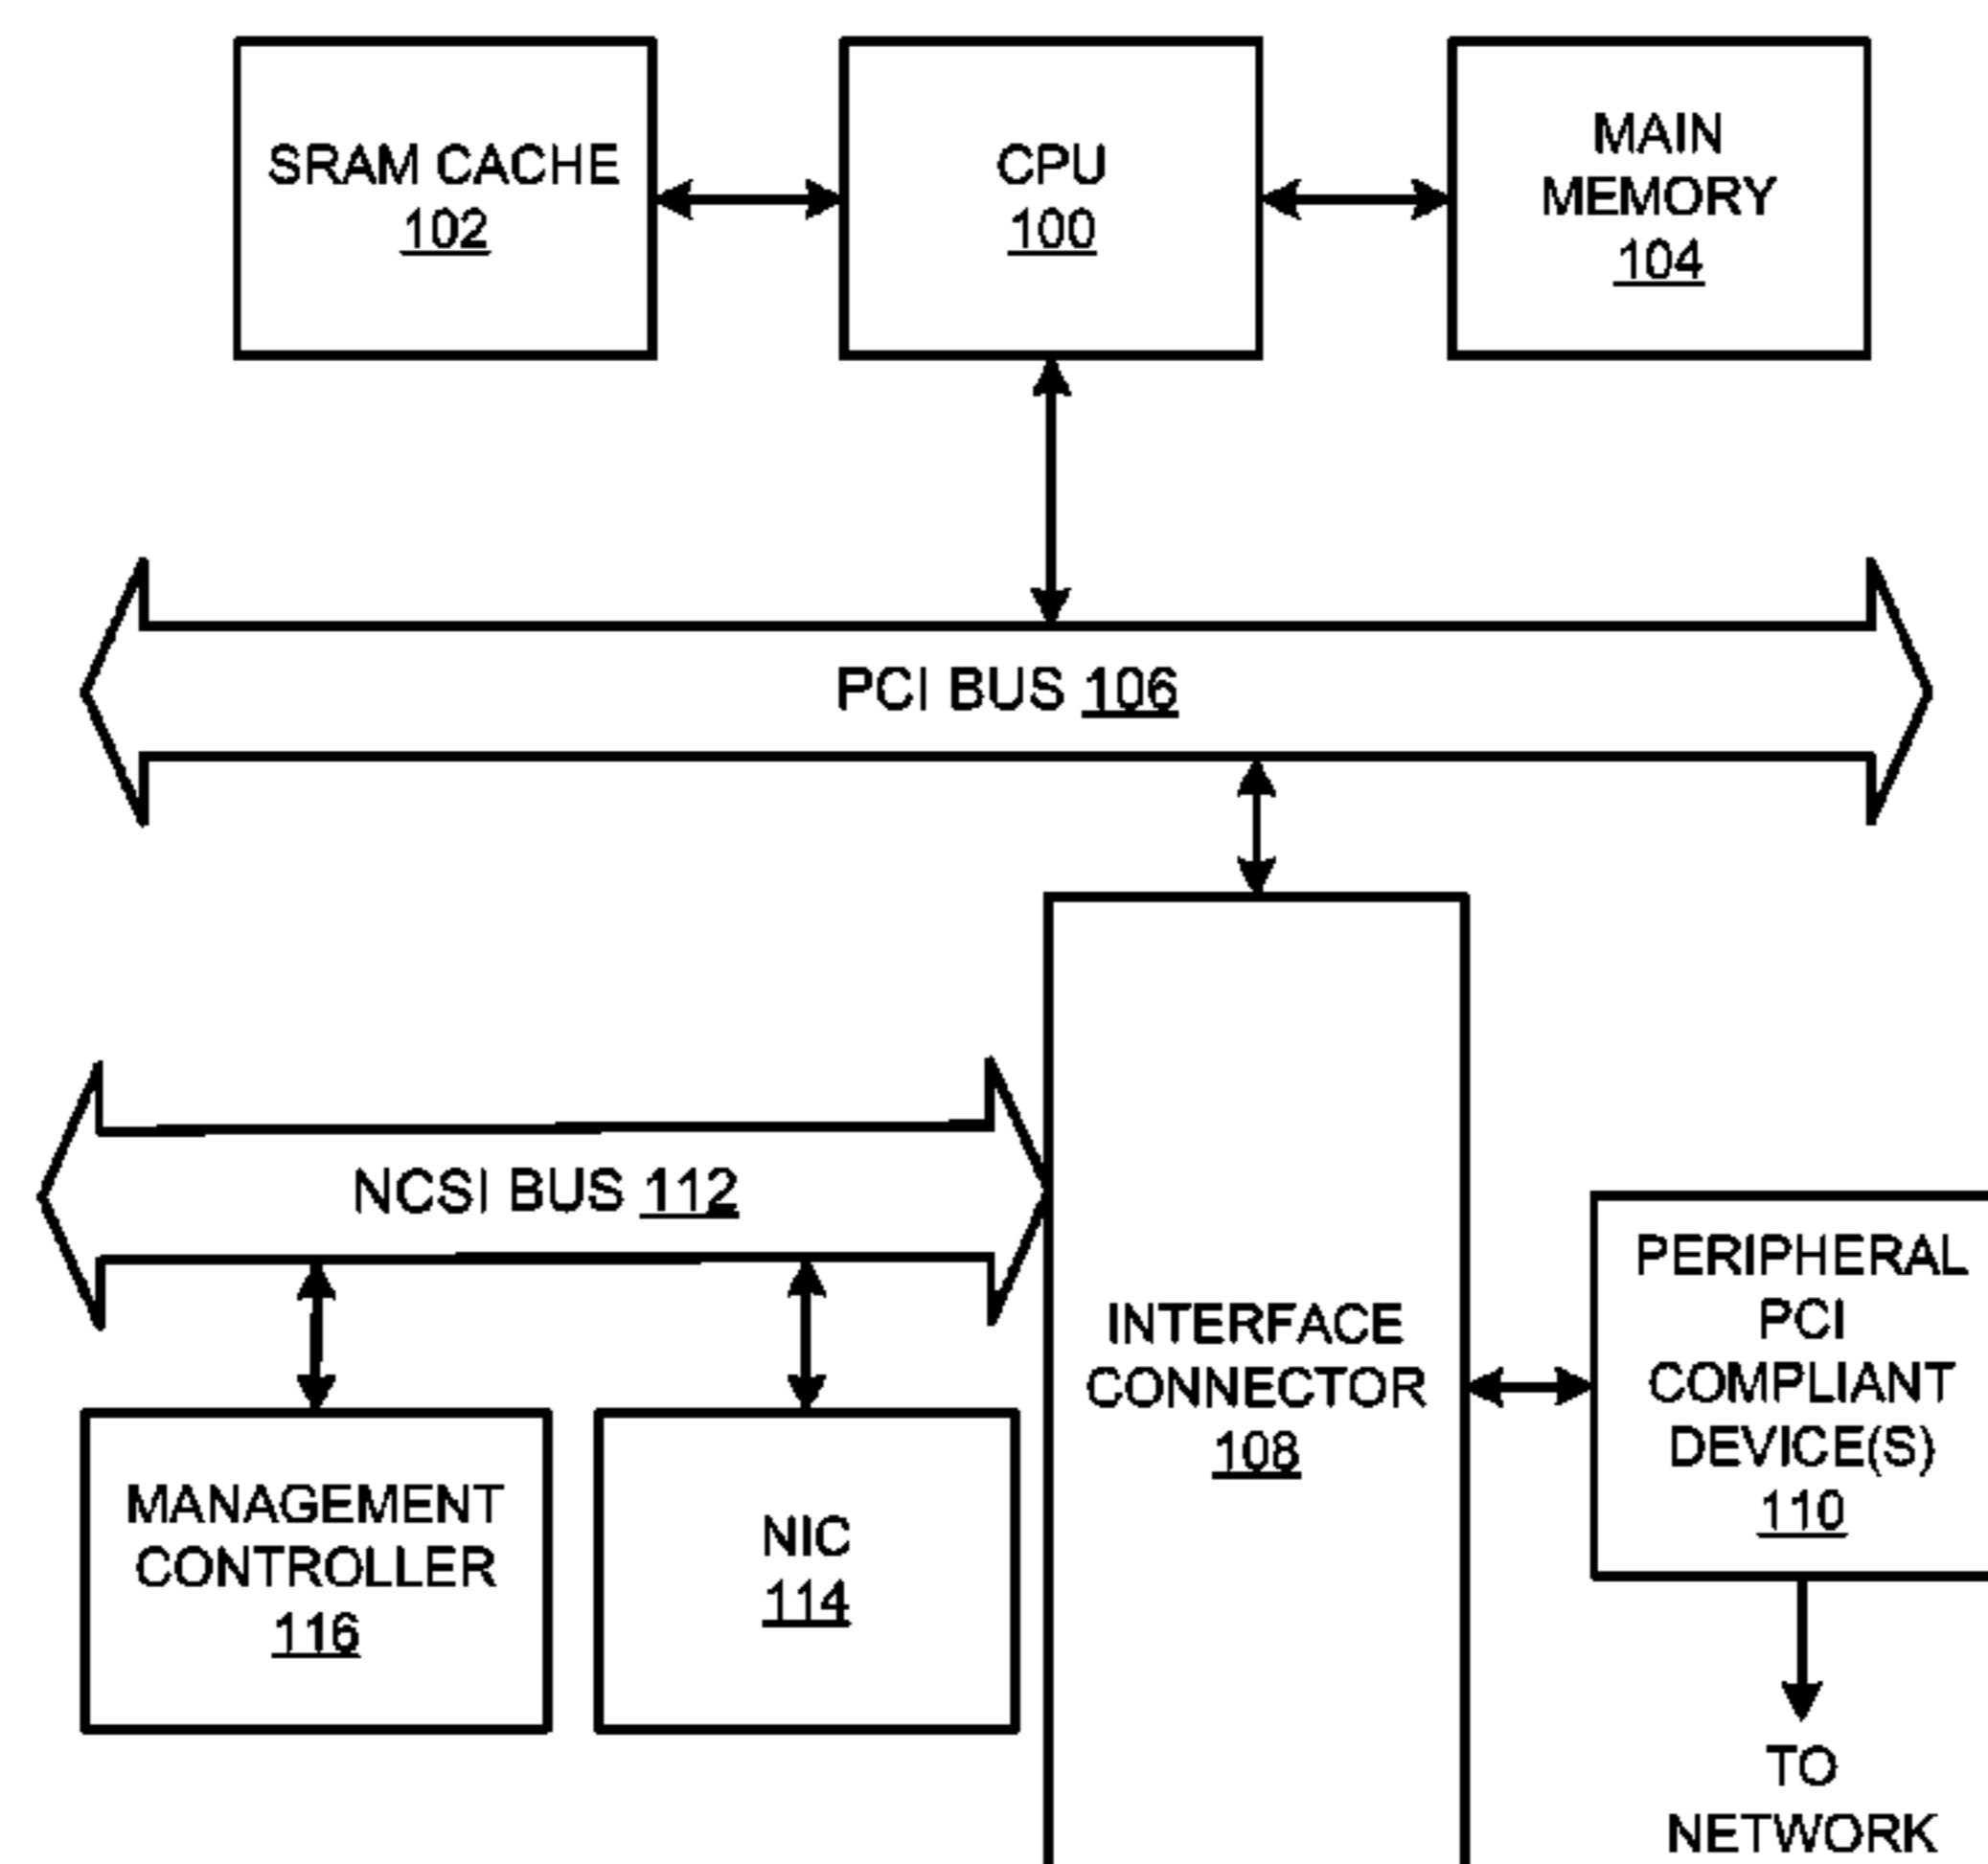 SRAM CACHE
102
CPU
100
MAIN
MEMORY
104
PCI BUS 106
NCSI BUS 112
INTERFACE
CONNECTOR
108
PERIPHERAL
PCI
COMPLIANT
DEVICE(S)
110
MANAGEMENT
CONTROLLER
116
NIC
114
TO
NETWORK